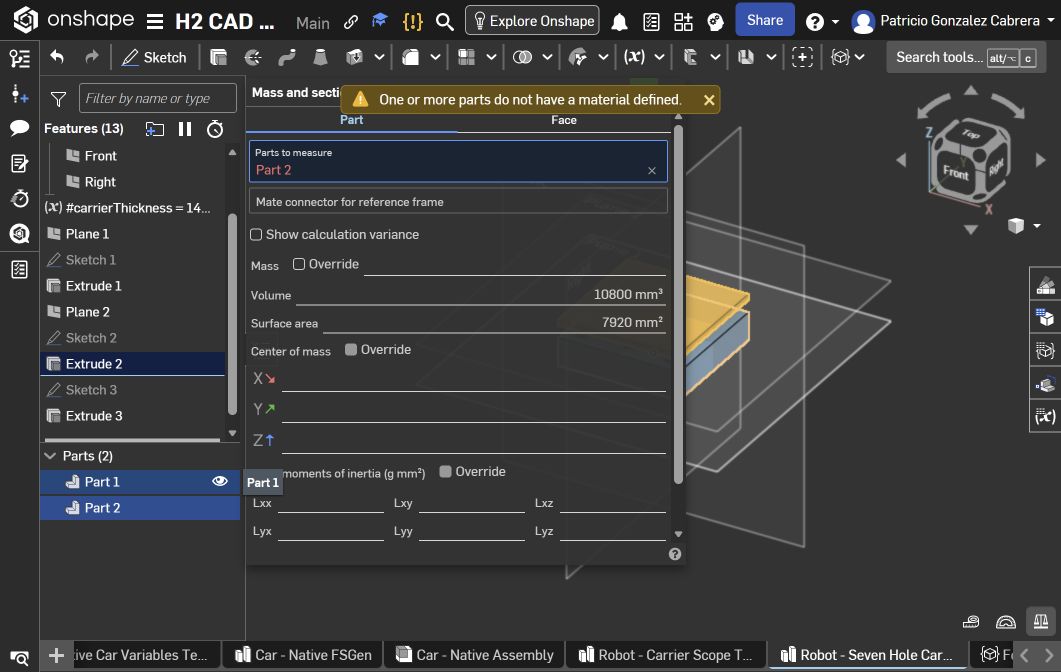 onshape
H2 CAD ...
Main
Explore Onshape
Share
Patricio Gonzalez Cabrera
Sketch
Search tools...
alt/⌥
c
Filter by name or type
Mass and secti
One or more parts do not have a material defined.
Part
Face
Features (13)
Front
Right
(x) #carrierThickness = 14...
Plane 1
Sketch 1
Extrude 1
Plane 2
Sketch 2
Extrude 2
Sketch 3
Extrude 3
Parts (2)
Part 1
Part 2
Part 1
Parts to measure
Part 2
Mate connector for reference frame
Show calculation variance
Mass
Override
Volume
10800 mm³
Surface area
7920 mm²
Center of mass
Override
X
Y
Z
moments of inertia (g mm²)
Override
Lxx
Lxy
Lxz
Lyx
Lyy
Lyz
Z
Top
Y
Front
Right
X
ive Car Variables Te...
Car - Native FSGen
Car - Native Assembly
Robot - Carrier Scope T...
Robot - Seven Hole Car...